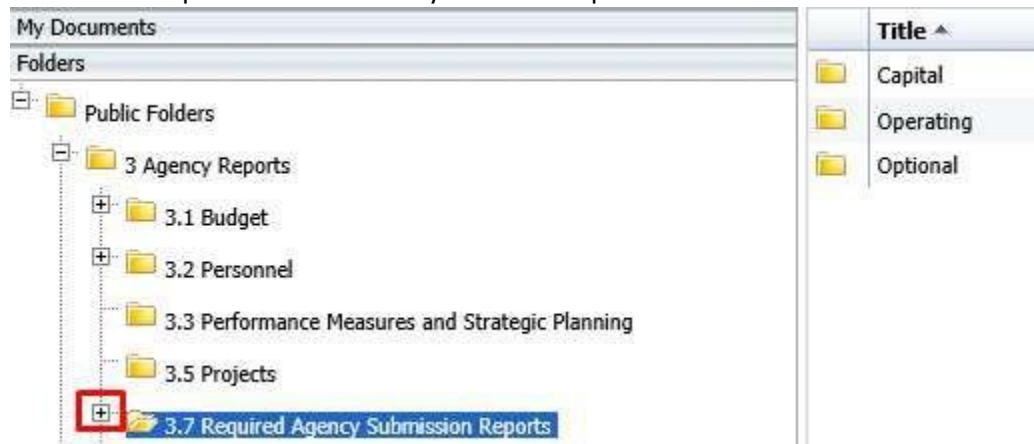 My Documents
Folders
Public Folders
3 Agency Reports
3.1 Budget
3.2 Personnel
3.3 Performance Measures and Strategic Planning
3.5 Projects
3.7 Required Agency Submission Reports
Title
Capital
Operating
Optional